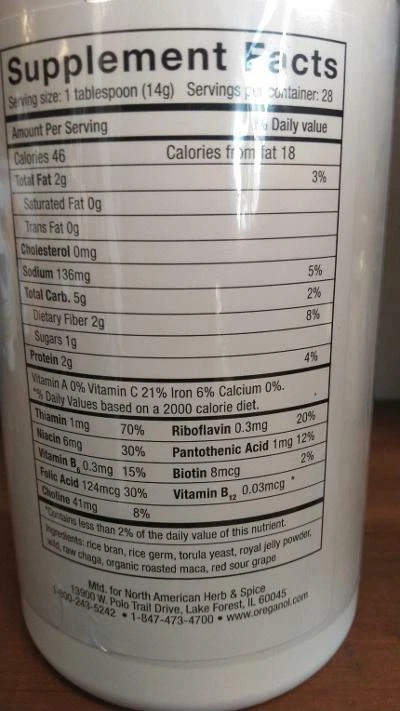 Supplement Facts
Serving size: 1 tablespoon (14g) Servings per container: 28
Amount Per Serving % Daily value
Calories 46 Calories from fat 18
Total Fat 2g 3%
Saturated Fat 0g
Trans Fat 0g
Cholesterol 0mg
Sodium 136mg 5%
Total Carb. 5g 2%
Dietary Fiber 2g 8%
Sugars 1g
Protein 2g 4%
Vitamin A 0% Vitamin C 21% Iron 6% Calcium 0%.
*% Daily Values based on a 2000 calorie diet.
Thiamin 1mg 70% Riboflavin 0.3mg 20%
Niacin 6mg 30% Pantothenic Acid 1mg 12%
Vitamin B6 0.3mg 15% Biotin 8mcg 2%
Folic Acid 124mcg 30% Vitamin B12 0.03mcg *
Choline 41mg 8%
*Contains less than 2% of the daily value of this nutrient.
Ingredients: rice bran, rice germ, torula yeast, royal jelly powder,
wild, raw chaga, organic roasted maca, red sour grape
Mfd. for North American Herb & Spice
13900 W. Polo Trail Drive, Lake Forest, IL 60045
1-800-243-5242 • 1-847-473-4700 • www.oreganol.com